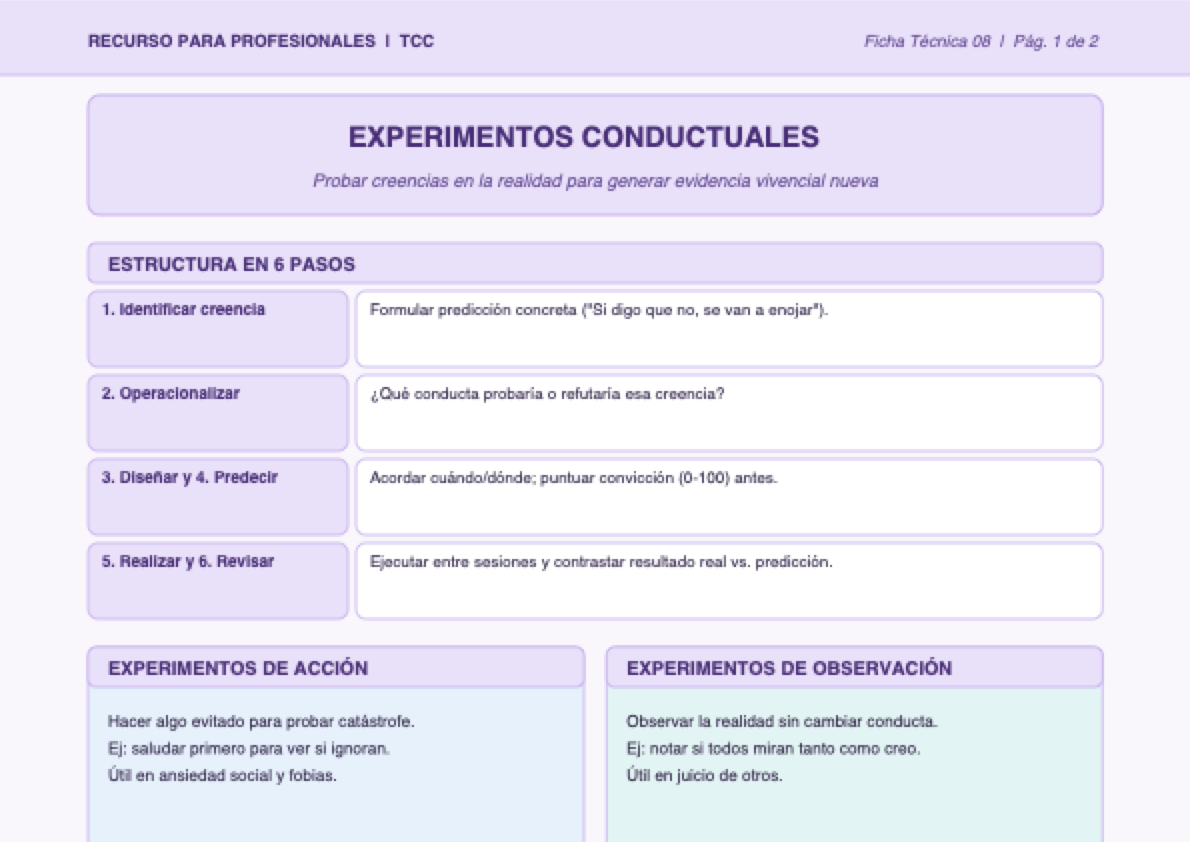 RECURSO PARA PROFESIONALES | TCC
Ficha Técnica 08 | Pág. 1 de 2
EXPERIMENTOS CONDUCTUALES
Probar creencias en la realidad para generar evidencia vivencial nueva
ESTRUCTURA EN 6 PASOS
1. Identificar creencia
Formular predicción concreta ("Si digo que no, se van a enojar").
2. Operacionalizar
¿Qué conducta probaría o refutaría esa creencia?
3. Diseñar y 4. Predecir
Acordar cuándo/dónde; puntuar convicción (0-100) antes.
5. Realizar y 6. Revisar
Ejecutar entre sesiones y contrastar resultado real vs. predicción.
EXPERIMENTOS DE ACCIÓN
Hacer algo evitado para probar catástrofe.
Ej: saludar primero para ver si ignoran.
Útil en ansiedad social y fobias.
EXPERIMENTOS DE OBSERVACIÓN
Observar la realidad sin cambiar conducta.
Ej: notar si todos miran tanto como creo.
Útil en juicio de otros.